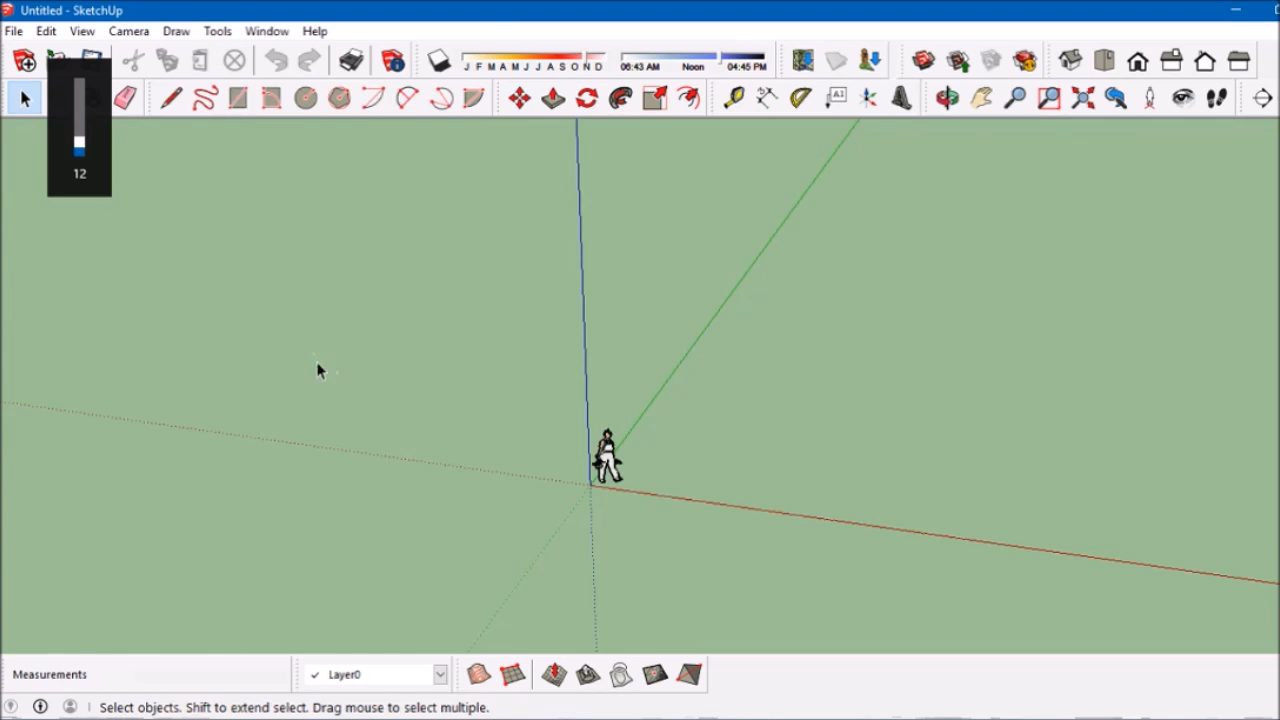 Untitled - SketchUp
File Edit View Camera Draw Tools Window Help
J F M A M J J A S O N D 06:43 AM Noon 04:45 PM
A1
12
Measurements Layer0
Select objects. Shift to extend select. Drag mouse to select multiple.